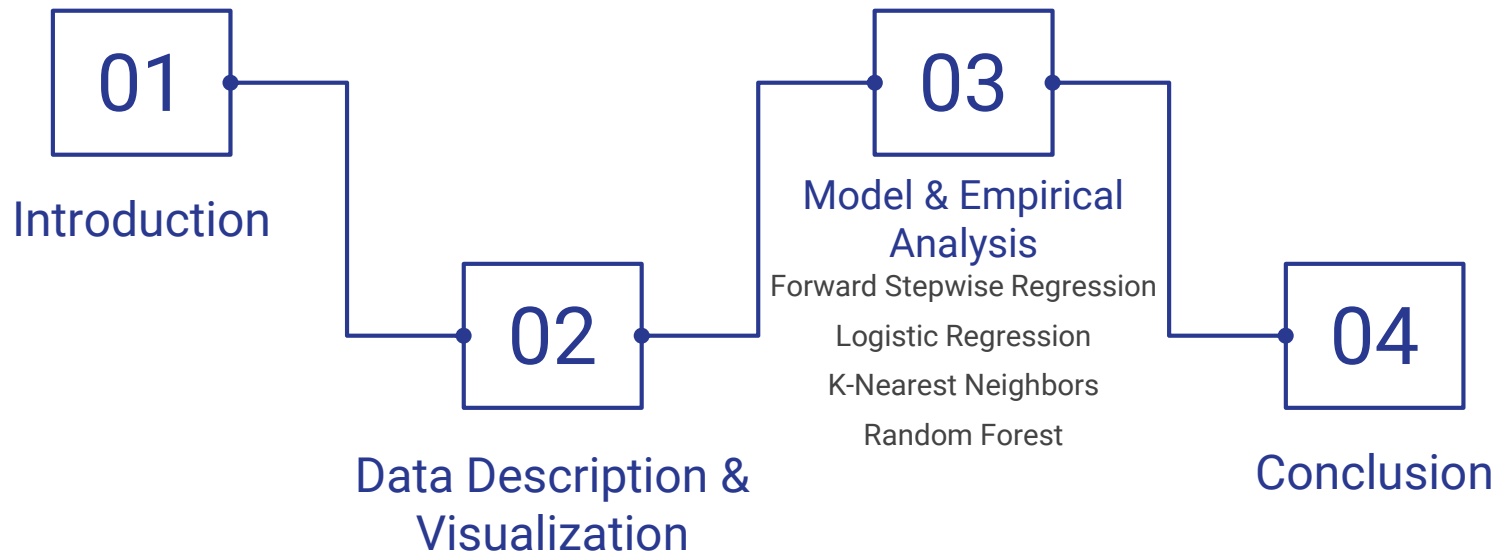 01
Introduction
02
Data Description &
Visualization
03
Model & Empirical
Analysis
Forward Stepwise Regression
Logistic Regression
K-Nearest Neighbors
Random Forest
04
Conclusion